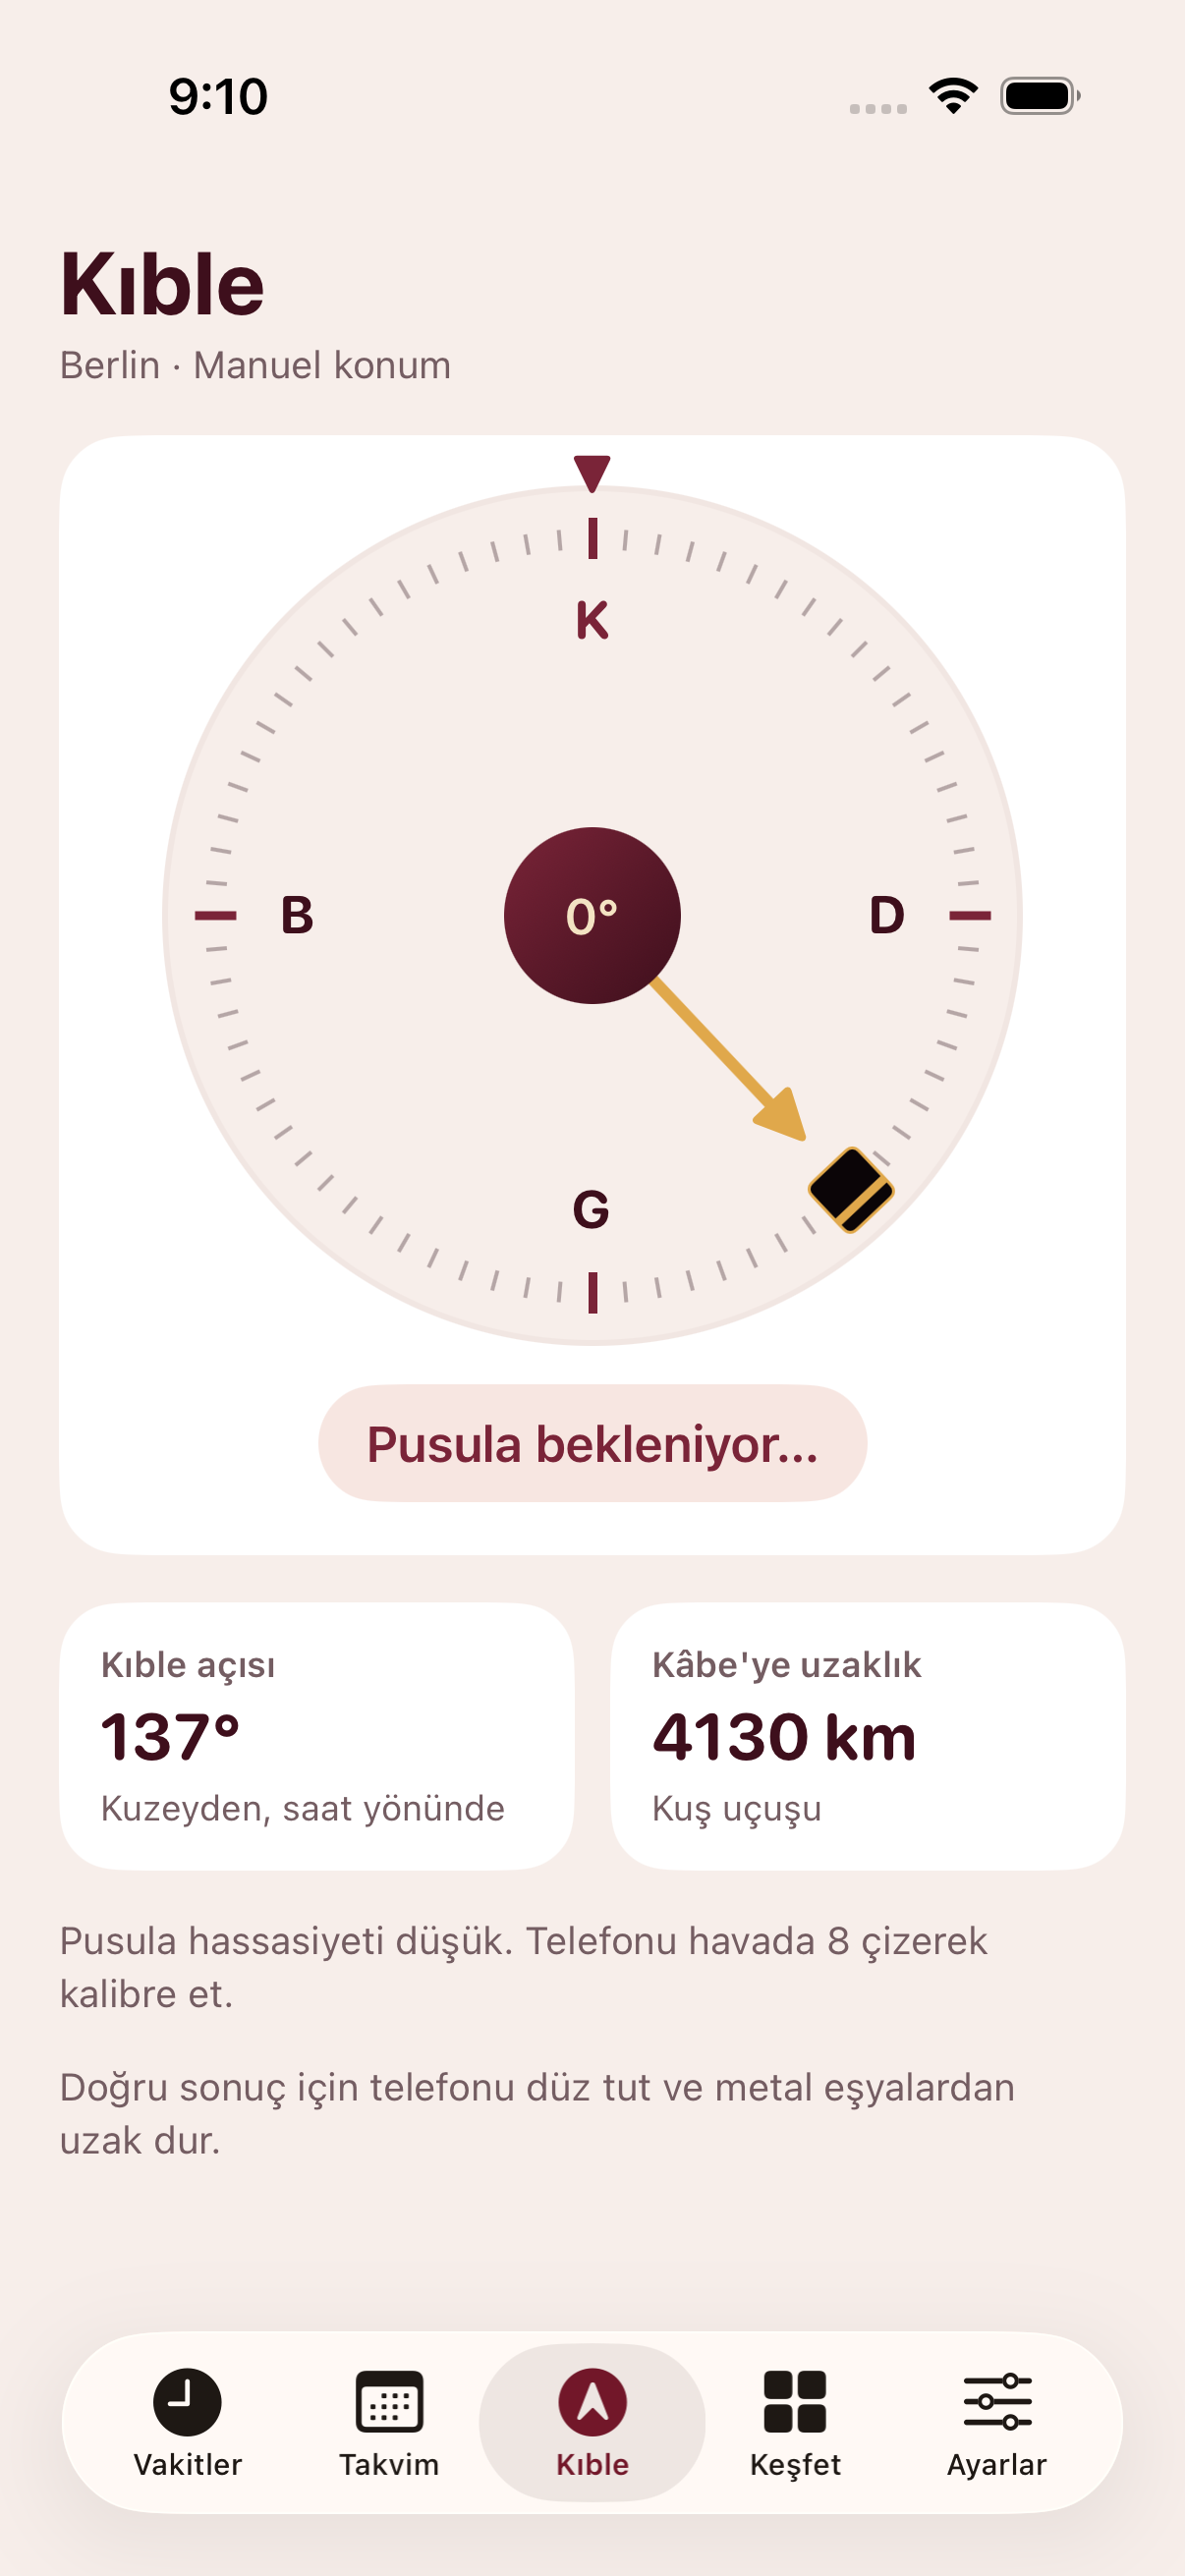 9:10
Kıble
Berlin · Manuel konum
K
B
0°
D
G
Pusula bekleniyor...
Kıble açısı
137°
Kuzeyden, saat yönünde
Kâbe'ye uzaklık
4130 km
Kuş uçuşu
Pusula hassasiyeti düşük. Telefonu havada 8 çizerek
kalibre et.
Doğru sonuç için telefonu düz tut ve metal eşyalardan
uzak dur.
Vakitler
Takvim
Kıble
Keşfet
Ayarlar